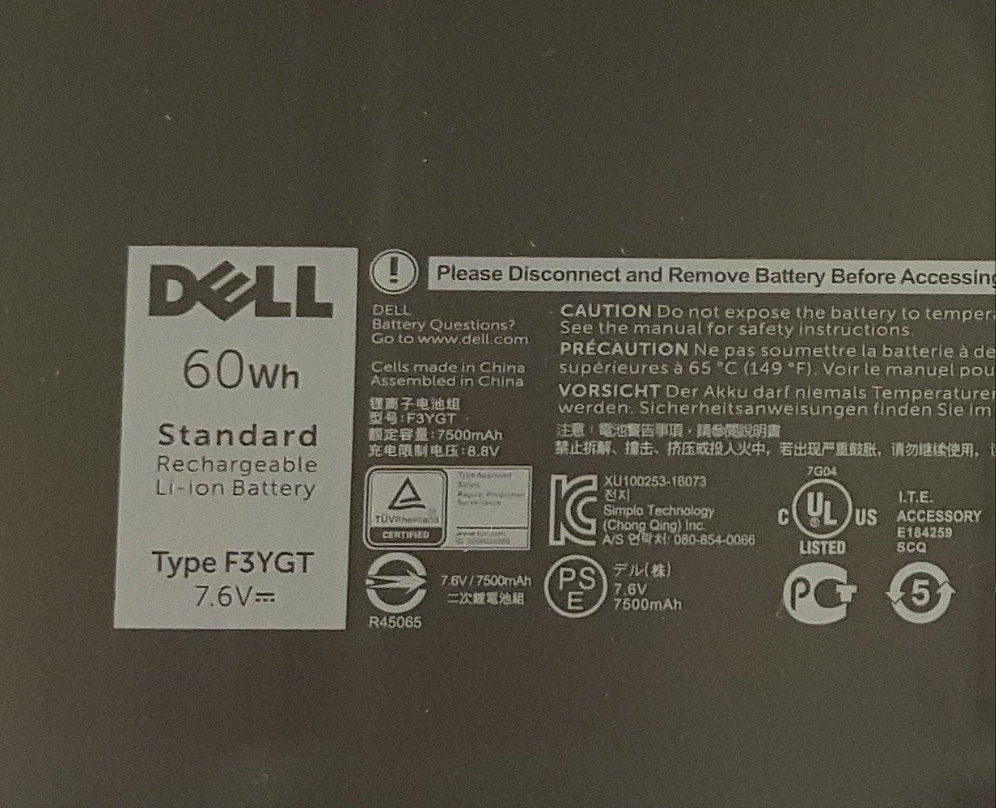 DELL
60Wh
Standard
Rechargeable
Li-ion Battery
Type F3YGT
7.6V⎓
!
Please Disconnect and Remove Battery Before Accessing
DELL
Battery Questions?
Go to www.dell.com
Cells made in China
Assembled in China
锂离子电池组
型号:F3YGT
额定容量:7500mAh
充电限制电压:8.8V
CAUTION Do not expose the battery to tempera
See the manual for safety instructions.
PRÉCAUTION Ne pas soumettre la batterie à de
supérieures à 65 °C (149 °F). Voir le manuel pou
VORSICHT Der Akku darf niemals Temperaturen
werden. Sicherheitsanweisungen finden Sie im
注意:電池警告事項,請參閱說明書
禁止拆解、撞击、挤压或投入火中,若出现严重鼓胀,请勿继续使用,
TÜVRheinland
CERTIFIED
Type Approved
Safety
Regular Production
Surveillance
www.tuv.com
R45065
7.6V/7500mAh
二次鋰電池組
XU100253-16073
전지
Simplo Technology
(Chong Qing) Inc.
A/S 연락처: 080-854-0066
PS
E
デル(株)
7.6V
7500mAh
7G04
C UL US
®
LISTED
I.T.E.
ACCESSORY
E184259
SCQ
5